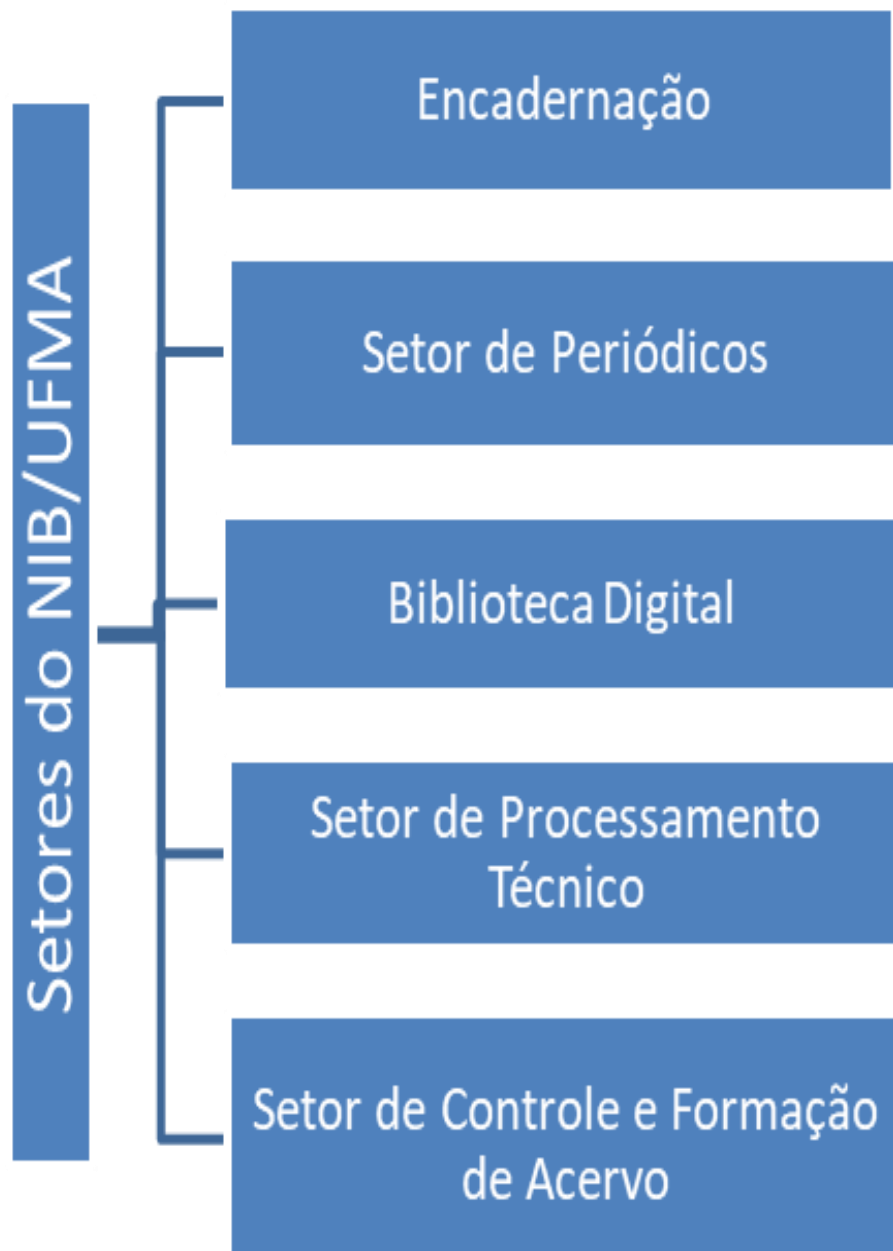 Setores do NIB/UFMA
Encadernação
Setor de Periódicos
Biblioteca Digital
Setor de Processamento
Técnico
Setor de Controle e Formação
de Acervo